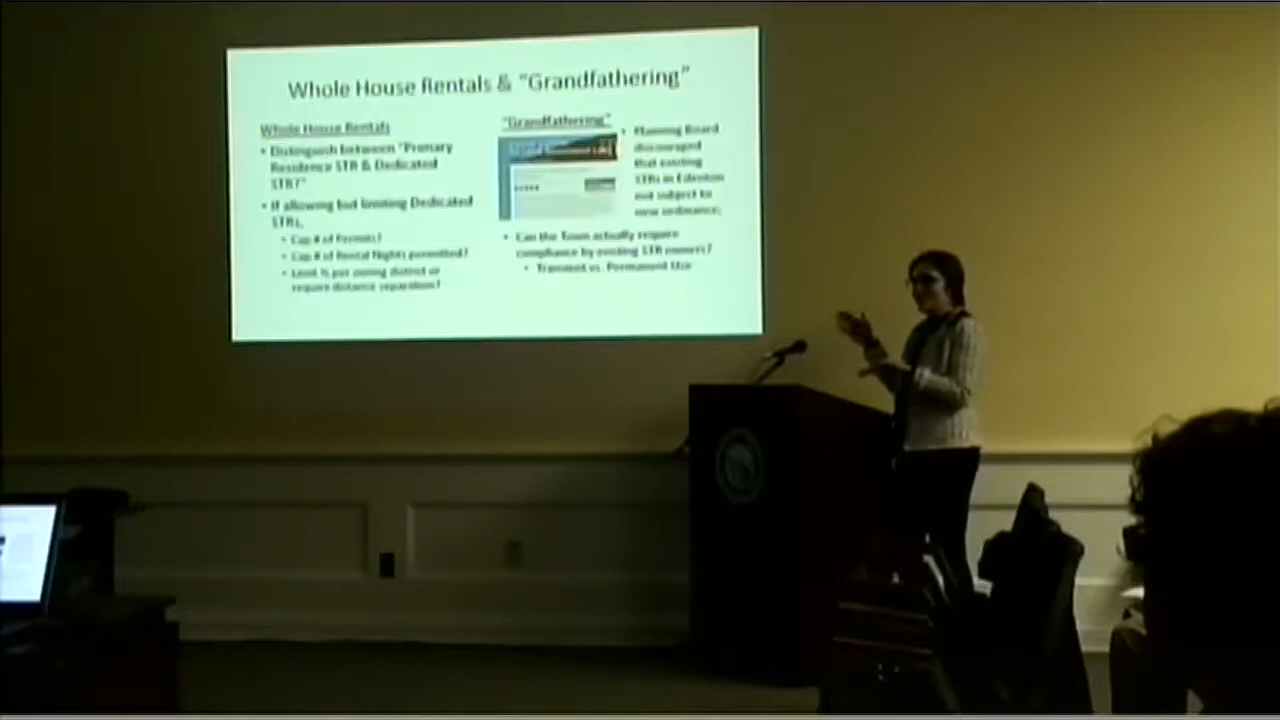 Whole House Rentals & "Grandfathering"
Whole House Rentals
• Distinguish between "Primary
Residence STR & Dedicated
STR?"
• If allowing but limiting Dedicated
STRs,
• Cap # of Permits?
• Cap # of Rental Nights permitted?
• Limit % per zoning district or
require distance separations?
"Grandfathering"
• Planning Board
discouraged
that existing
STRs in Edenton
not subject to
new ordinance;
• Can the Town actually require
compliance by existing STR owners?
• Transient vs. Permanent Use